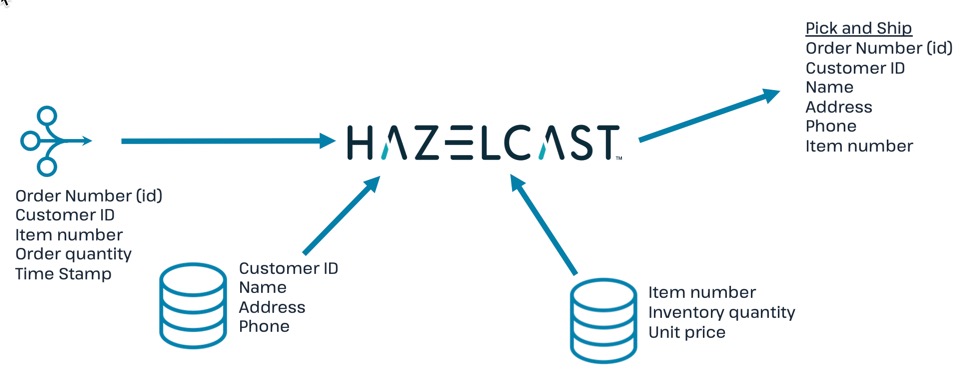 Pick and Ship
Order Number (id)
Customer ID
Name
Address
Phone
Item number
HAZELCAST™
Order Number (id)
Customer ID
Item number
Order quantity
Time Stamp
Customer ID
Name
Address
Phone
Item number
Inventory quantity
Unit price